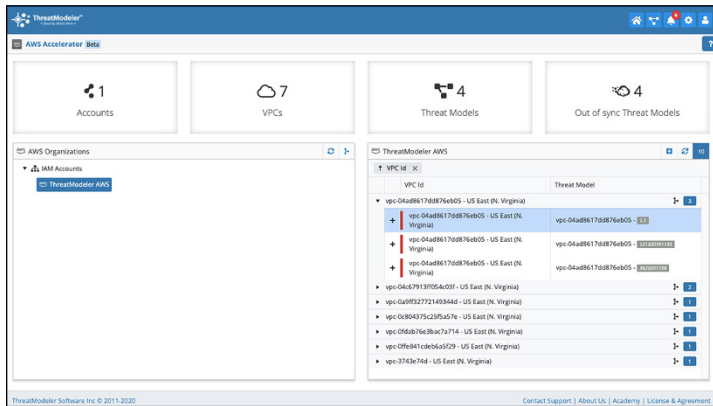 ThreatModeler
6
AWS Accelerator Beta
?
1
Accounts
7
VPCs
4
Threat Models
4
Out of sync Threat Models
AWS Organizations
IAM Accounts
ThreatModeler AWS
ThreatModeler AWS
10
VPC Id
VPC Id Threat Model
vpc-04ad8617dd876eb05 - US East (N. Virginia) 3
vpc-04ad8617dd876eb05 - US East (N.
Virginia)
vpc-04ad8617dd876eb05 -
vpc-04ad8617dd876eb05 - US East (N.
Virginia)
vpc-04ad8617dd876eb05 -
vpc-04ad8617dd876eb05 - US East (N.
Virginia)
vpc-04ad8617dd876eb05 -
vpc-04c67913ff054c03f - US East (N. Virginia) 2
vpc-0a9ff32772149344d - US East (N. Virginia) 1
vpc-0c804375c25f5a57e - US East (N. Virginia) 1
vpc-0fdab76e3bac7a714 - US East (N. Virginia) 1
vpc-0ffe841cdeb6a5f29 - US East (N. Virginia) 1
vpc-3743e74d - US East (N. Virginia) 1
ThreatModeler Software Inc © 2011-2020
Contact Support | About Us | Academy | License & Agreement